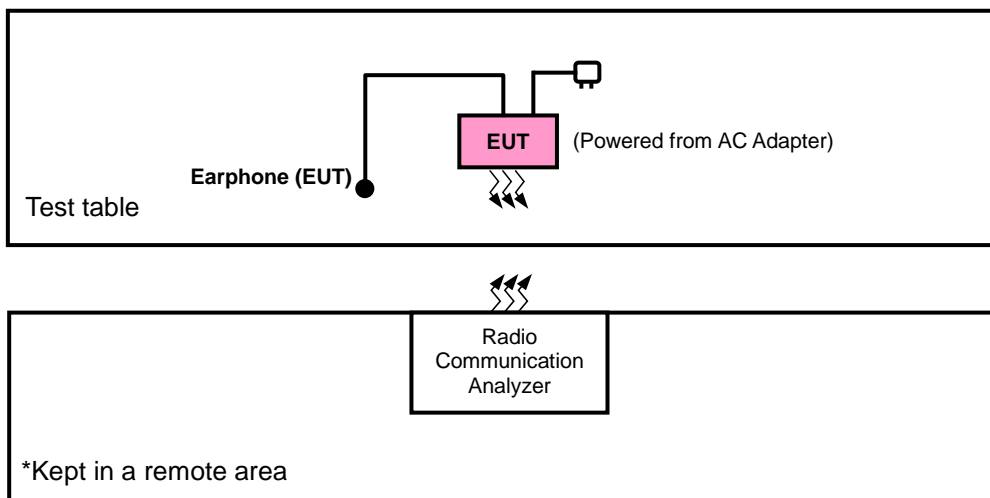 EUT
(Powered from AC Adapter)
Earphone (EUT)
Test table
Radio
Communication
Analyzer
*Kept in a remote area